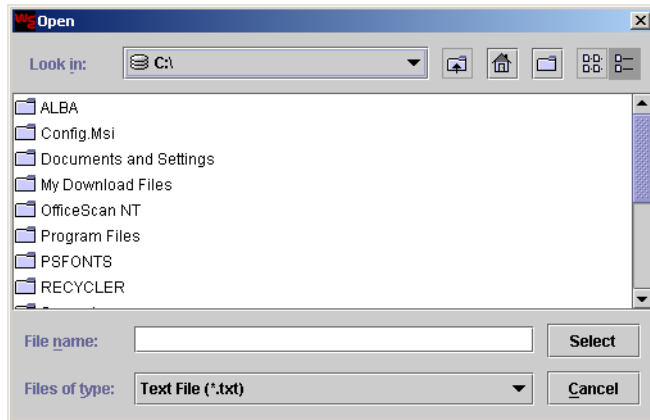 WS Open
Look in: C:\
ALBA
Config.Msi
Documents and Settings
My Download Files
OfficeScan NT
Program Files
PSFONTS
RECYCLER
File name: Select
Files of type: Text File (*.txt) Cancel